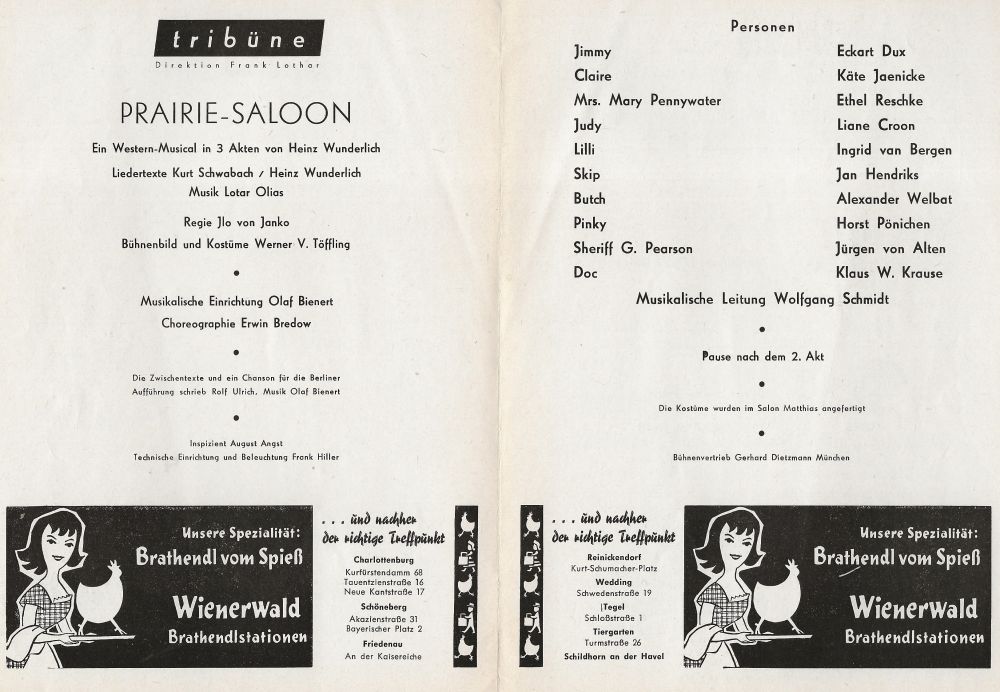 tribüne
Direktion Frank Lothar
PRAIRIE-SALOON
Ein Western-Musical in 3 Akten von Heinz Wunderlich
Liedertexte Kurt Schwabach / Heinz Wunderlich
Musik Lotar Olias
Regie Jlo von Janko
Bühnenbild und Kostüme Werner V. Töffling
•
Musikalische Einrichtung Olaf Bienert
Choreographie Erwin Bredow
•
Die Zwischentexte und ein Chanson für die Berliner
Aufführung schrieb Rolf Ulrich, Musik Olaf Bienert
•
Inspizient August Angst
Technische Einrichtung und Beleuchtung Frank Hiller
Unsere Spezialität:
Brathendl vom Spieß
Wienerwald
Brathendlstationen
. . . und nachher
der richtige Treffpunkt
Charlottenburg
Kurfürstendamm 68
Tauentzienstraße 16
Neue Kantstraße 17
Schöneberg
Akazienstraße 31
Bayerischer Platz 2
Friedenau
An der Kaisereiche
Personen
Jimmy Eckart Dux
Claire Käte Jaenicke
Mrs. Mary Pennywater Ethel Reschke
Judy Liane Croon
Lilli Ingrid van Bergen
Skip Jan Hendriks
Butch Alexander Welbat
Pinky Horst Pönichen
Sheriff G. Pearson Jürgen von Alten
Doc Klaus W. Krause
Musikalische Leitung Wolfgang Schmidt
•
Pause nach dem 2. Akt
•
Die Kostüme wurden im Salon Matthias angefertigt
•
Bühnenvertrieb Gerhard Dietzmann München
. . . und nachher
der richtige Treffpunkt
Reinickendorf
Kurt-Schumacher-Platz
Wedding
Schwedenstraße 19
Tegel
Schloßstraße 1
Tiergarten
Turmstraße 26
Schildhorn an der Havel
Unsere Spezialität:
Brathendl vom Spieß
Wienerwald
Brathendlstationen